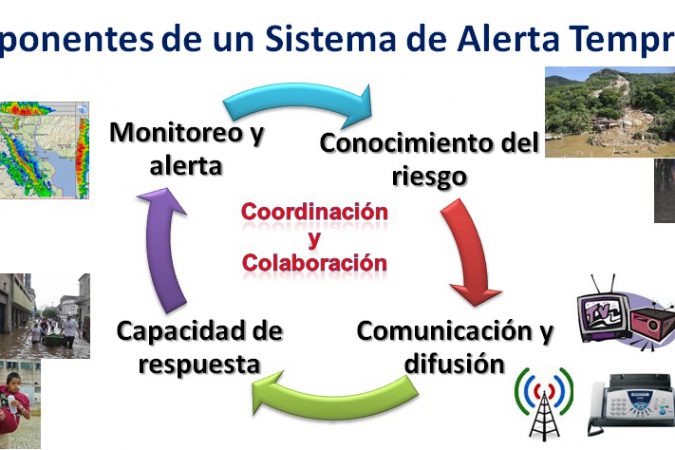 ponentes de un Sistema de Alerta Tempr
Monitoreo y
alerta
Conocimiento del
riesgo
Coordinación
y
Colaboración
Capacidad de
respuesta
Comunicación y
difusión